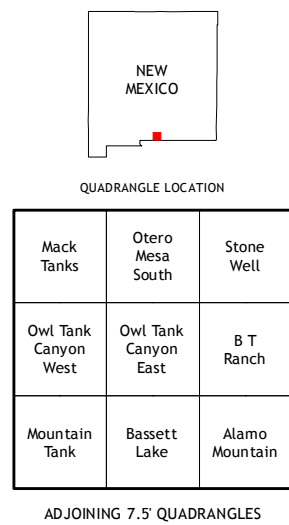 NEW
MEXICO
QUADRANGLE LOCATION
Mack
Tanks
Otero
Mesa
South
Stone
Well
Owl Tank
Canyon
West
Owl Tank
Canyon
East
B T
Ranch
Mountain
Tank
Bassett
Lake
Alamo
Mountain
ADJOINING 7.5' QUADRANGLES